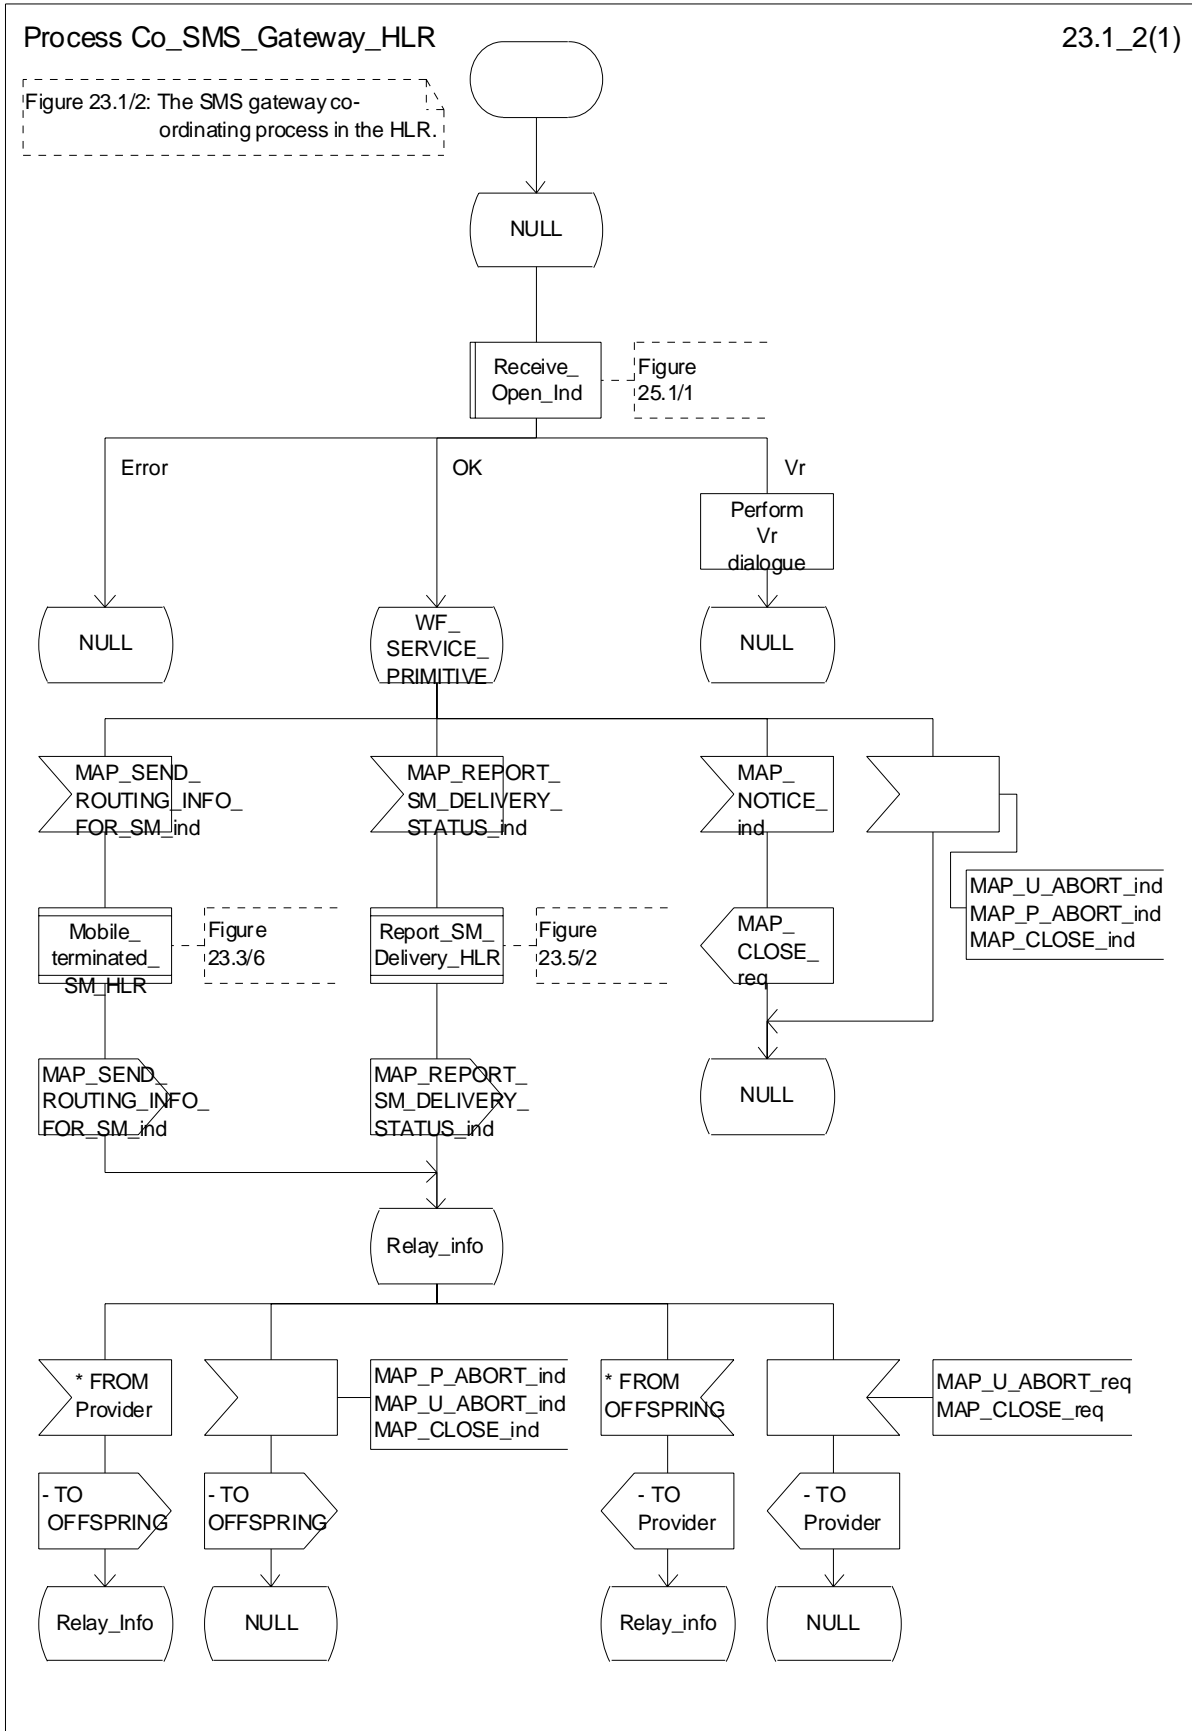 Process Co_SMS_Gateway_HLR
23.1_2(1)
Figure 23.1/2: The SMS gateway co-
ordinating process in the HLR.
NULL
Receive_
Open_Ind
Figure
25.1/1
Error
OK
Vr
Perform
Vr
dialogue
NULL
WF_
SERVICE_
PRIMITIVE
NULL
MAP_SEND_
ROUTING_INFO_
FOR_SM_ind
MAP_REPORT_
SM_DELIVERY_
STATUS_ind
MAP_
NOTICE_
ind
MAP_U_ABORT_ind
MAP_P_ABORT_ind
MAP_CLOSE_ind
Mobile_
terminated_
SM_HLR
Figure
23.3/6
Report_SM_
Delivery_HLR
Figure
23.5/2
MAP_
CLOSE_
req
MAP_SEND_
ROUTING_INFO_
FOR_SM_ind
MAP_REPORT_
SM_DELIVERY_
STATUS_ind
NULL
Relay_info
* FROM
Provider
MAP_P_ABORT_ind
MAP_U_ABORT_ind
MAP_CLOSE_ind
* FROM
OFFSPRING
MAP_U_ABORT_req
MAP_CLOSE_req
- TO
OFFSPRING
- TO
OFFSPRING
- TO
Provider
- TO
Provider
Relay_Info
NULL
Relay_info
NULL